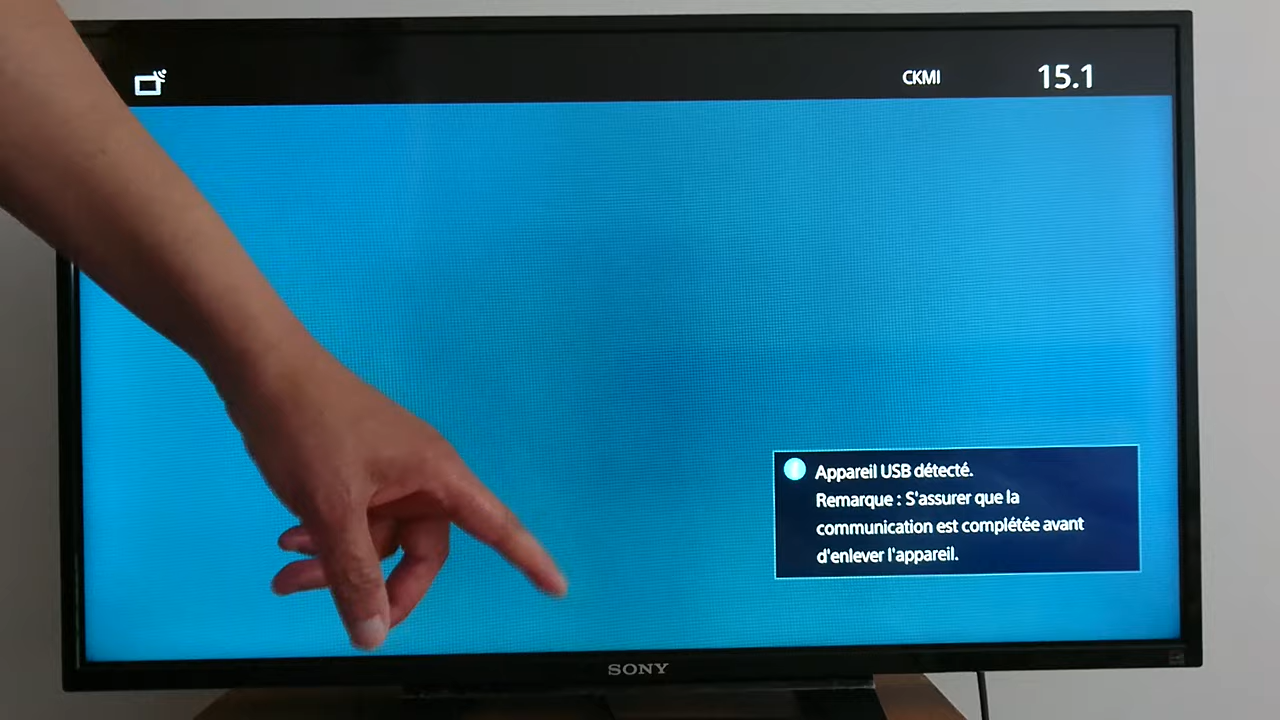 CKMI
15.1
Appareil USB détecté.
Remarque : S'assurer que la
communication est complétée avant
d'enlever l'appareil.
SONY